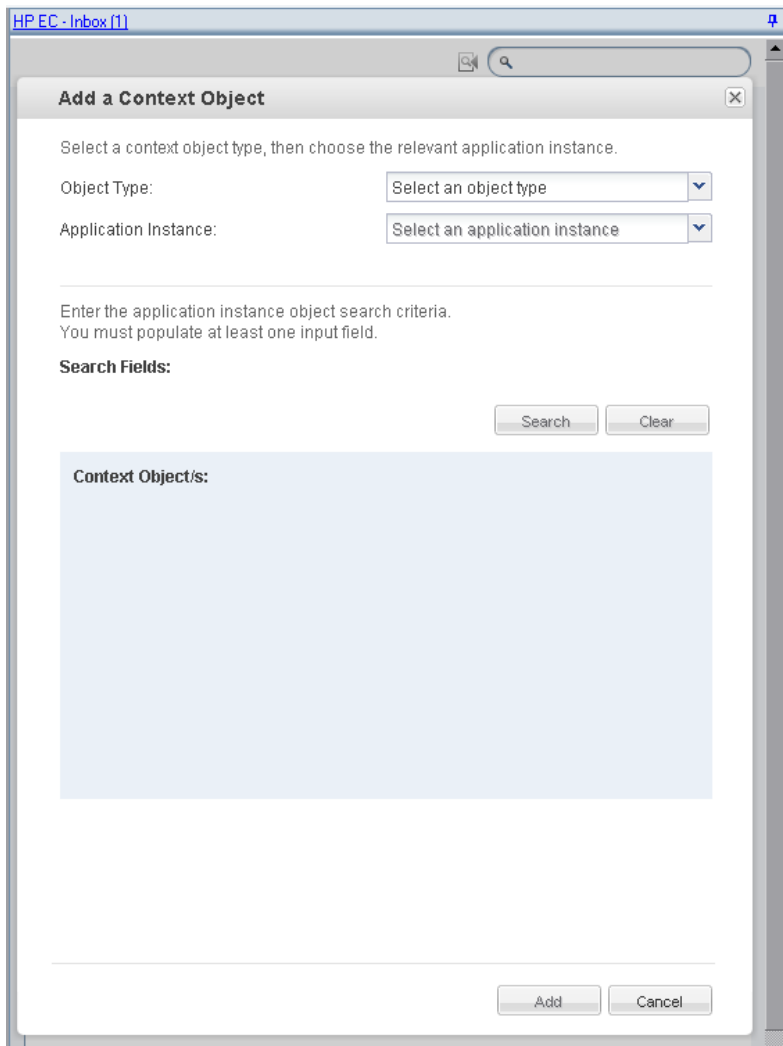 HP EC - Inbox (1)
Add a Context Object
Select a context object type, then choose the relevant application instance.
Object Type: Select an object type
Application Instance: Select an application instance
Enter the application instance object search criteria.
You must populate at least one input field.
Search Fields:
Search Clear
Context Object/s:
Add Cancel